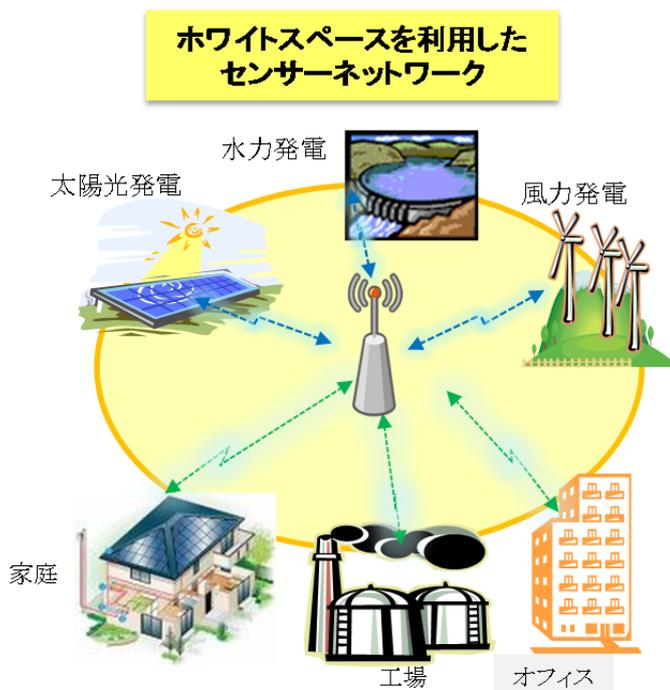 ホワイトスペースを利用した
センサーネットワーク
水力発電
太陽光発電
風力発電
家庭
工場
オフィス